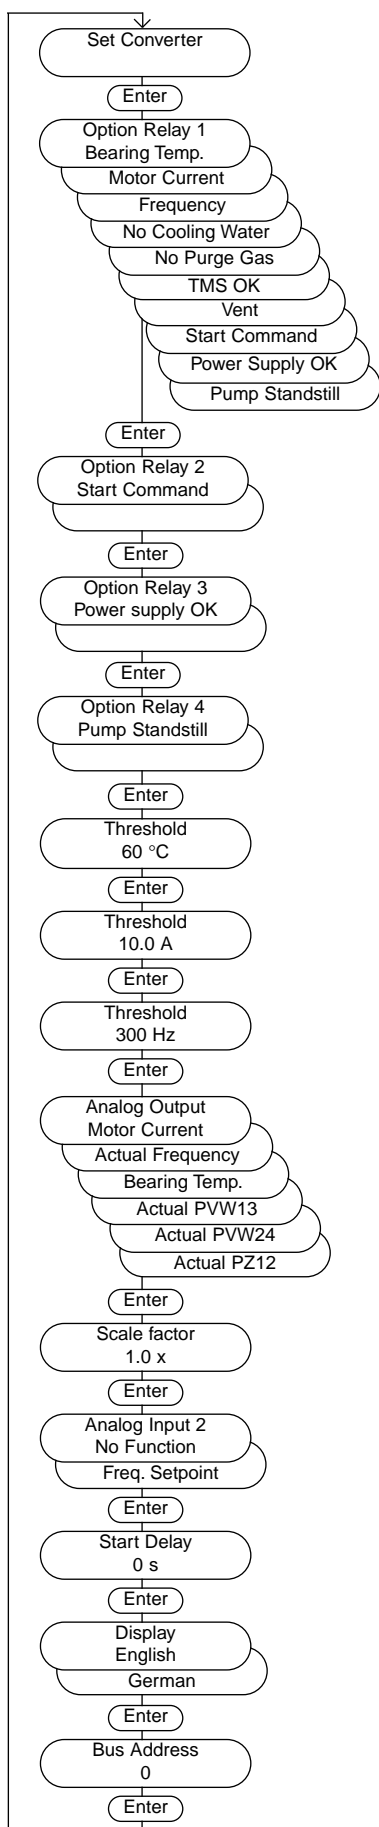 Set Converter
Enter
Option Relay 1
Bearing Temp.
Motor Current
Frequency
No Cooling Water
No Purge Gas
TMS OK
Vent
Start Command
Power Supply OK
Pump Standstill
Enter
Option Relay 2
Start Command
Enter
Option Relay 3
Power supply OK
Enter
Option Relay 4
Pump Standstill
Enter
Threshold
60 °C
Enter
Threshold
10.0 A
Enter
Threshold
300 Hz
Enter
Analog Output
Motor Current
Actual Frequency
Bearing Temp.
Actual PVW13
Actual PVW24
Actual PZ12
Enter
Scale factor
1.0 x
Enter
Analog Input 2
No Function
Freq. Setpoint
Enter
Start Delay
0 s
Enter
Display
English
German
Enter
Bus Address
0
Enter